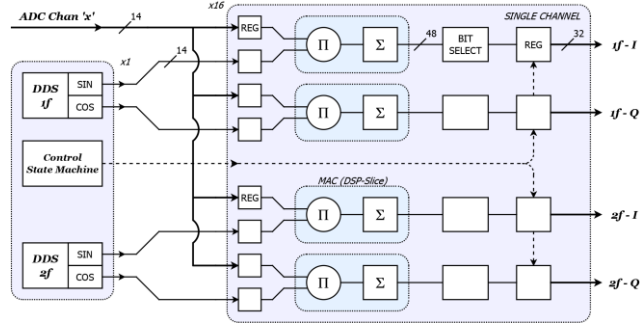 ADC Chan 'x'
14
x16
SINGLE CHANNEL
x1
14
REG
Π
Σ
48
BIT
SELECT
REG
32
1f - I
DDS
1f
SIN
COS
Π
Σ
1f - Q
Control
State Machine
MAC (DSP-Slice)
REG
Π
Σ
2f - I
DDS
2f
SIN
COS
Π
Σ
2f - Q